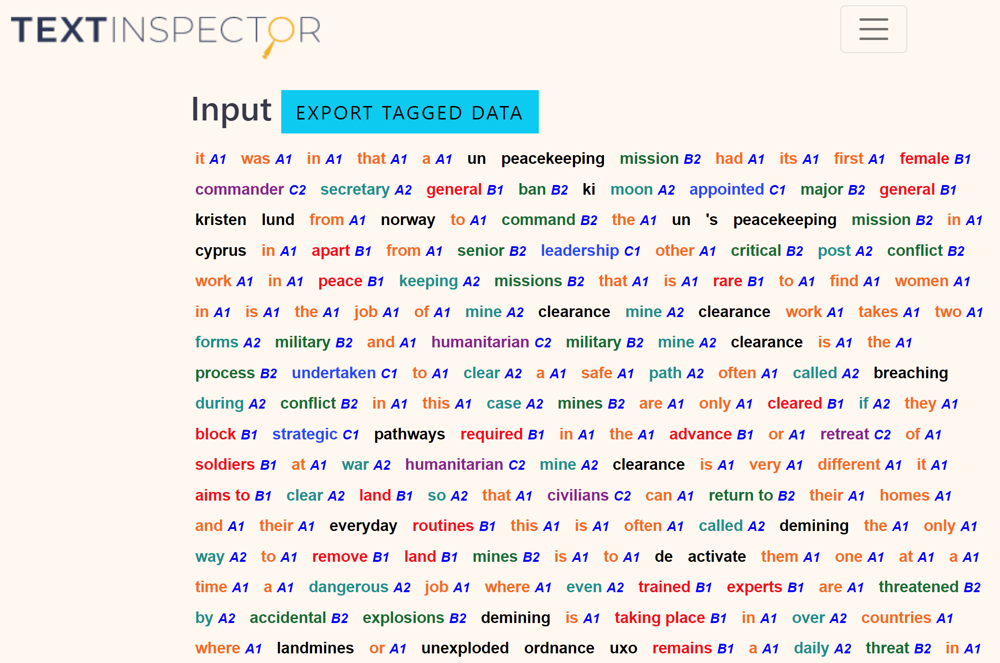 TEXTINSPECTOR
Input EXPORT TAGGED DATA
it A1 was A1 in A1 that A1 a A1 un peacekeeping mission B2 had A1 its A1 first A1 female B1
commander C2 secretary A2 general B1 ban B2 ki moon A2 appointed C1 major B2 general B1
kristen lund from A1 norway to A1 command B2 the A1 un 's peacekeeping mission B2 in A1
cyprus in A1 apart B1 from A1 senior B2 leadership C1 other A1 critical B2 post A2 conflict B2
work A1 in A1 peace B1 keeping A2 missions B2 that A1 is A1 rare B1 to A1 find A1 women A1
in A1 is A1 the A1 job A1 of A1 mine A2 clearance mine A2 clearance work A1 takes A1 two A1
forms A2 military B2 and A1 humanitarian C2 military B2 mine A2 clearance is A1 the A1
process B2 undertaken C1 to A1 clear A2 a A1 safe A1 path A2 often A1 called A2 breaching
during A2 conflict B2 in A1 this A1 case A2 mines B2 are A1 only A1 cleared B1 if A2 they A1
block B1 strategic C1 pathways required B1 in A1 the A1 advance B1 or A1 retreat C2 of A1
soldiers B1 at A1 war A2 humanitarian C2 mine A2 clearance is A1 very A1 different A1 it A1
aims to B1 clear A2 land B1 so A2 that A1 civilians C2 can A1 return to B2 their A1 homes A1
and A1 their A1 everyday routines B1 this A1 is A1 often A1 called A2 demining the A1 only A1
way A2 to A1 remove B1 land B1 mines B2 is A1 to A1 de activate them A1 one A1 at A1 a A1
time A1 a A1 dangerous A2 job A1 where A1 even A2 trained B1 experts B1 are A1 threatened B2
by A2 accidental B2 explosions B2 demining is A1 taking place B1 in A1 over A2 countries A1
where A1 landmines or A1 unexploded ordnance uxo remains B1 a A1 daily A2 threat B2 in A1